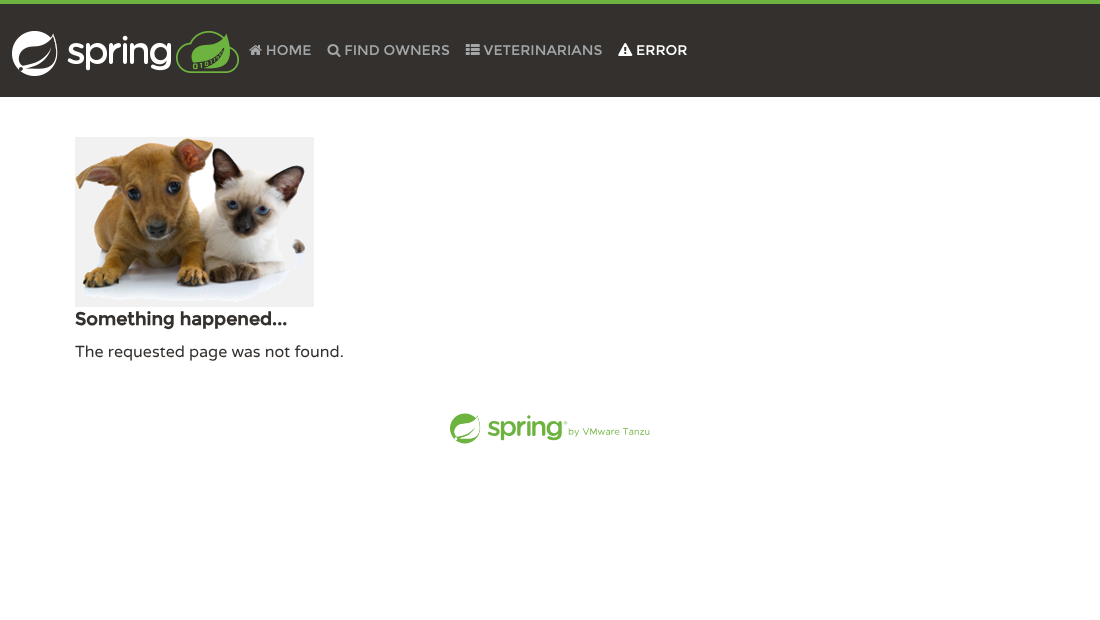 spring HOME FIND OWNERS VETERINARIANS ERROR
Something happened...
The requested page was not found.
spring by VMware Tanzu